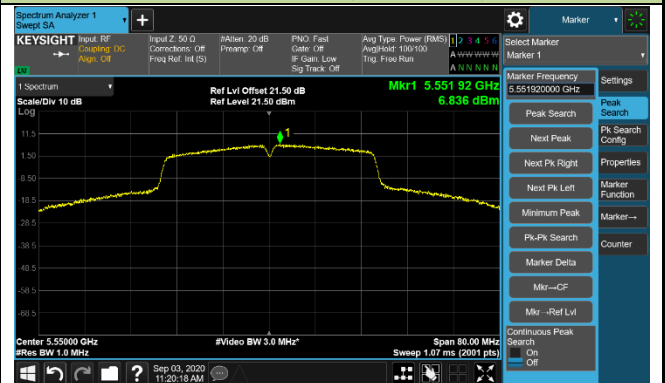 Spectrum Analyzer 1
Swept SA
+
Marker
KEYSIGHT
Input: RF
Coupling: DC
Align: Off
Input Z: 50 Ω
Corrections: Off
Freq Ref: Int (S)
#Atten: 20 dB
Preamp: Off
PNO: Fast
Gate: Off
IF Gain: Low
Sig Track: Off
Avg Type: Power (RMS)
Avg|Hold: 100/100
Trig: Free Run
1 2 3 4 5 6
A W W W W W
A N N N N N
LNI
Select Marker
Marker 1
1 Spectrum
Scale/Div 10 dB
Log
Ref Lvl Offset 21.50 dB
Ref Level 21.50 dBm
Mkr1 5.551 92 GHz
6.836 dBm
1
11.5
1.50
-8.50
-18.5
-28.5
-38.5
-48.5
-58.5
-68.5
Center 5.55000 GHz
#Res BW 1.0 MHz
#Video BW 3.0 MHz*
Span 80.00 MHz
Sweep 1.07 ms (2001 pts)
Marker Frequency
5.551920000 GHz
Peak Search
Next Peak
Next Pk Right
Next Pk Left
Minimum Peak
Pk-Pk Search
Marker Delta
Mkr→CF
Mkr→Ref Lvl
Continuous Peak
Search
On
Off
Settings
Peak
Search
Pk Search
Config
Properties
Marker
Function
Marker→
Counter
?
Sep 03, 2020
11:20:18 AM